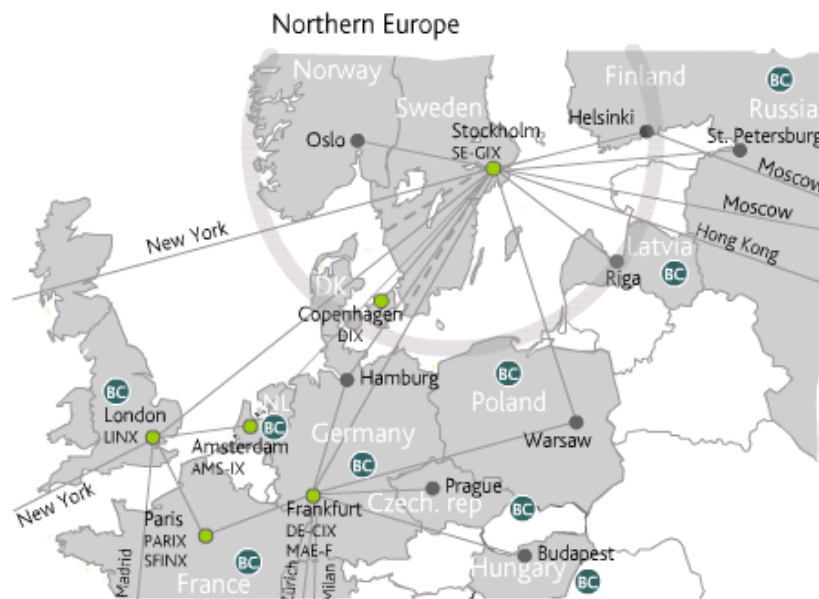 Northern Europe
Norway
Sweden
Finland
BC
Russia
Oslo
Stockholm
SE-GIX
Helsinki
St. Petersburg
Moscow
Moscow
Hong Kong
New York
Latvia
BC
Riga
DK
Copenhagen
DIX
Hamburg
BC
Poland
BC
London
LINX
NL
BC
Amsterdam
AMS-IX
Germany
BC
Warsaw
New York
Prague
Czech. rep
BC
Frankfurt
DE-CIX
MAE-F
Paris
PARIX
SFINX
BC
France
Madrid
Zürich
Milan
Budapest
Hungary
BC